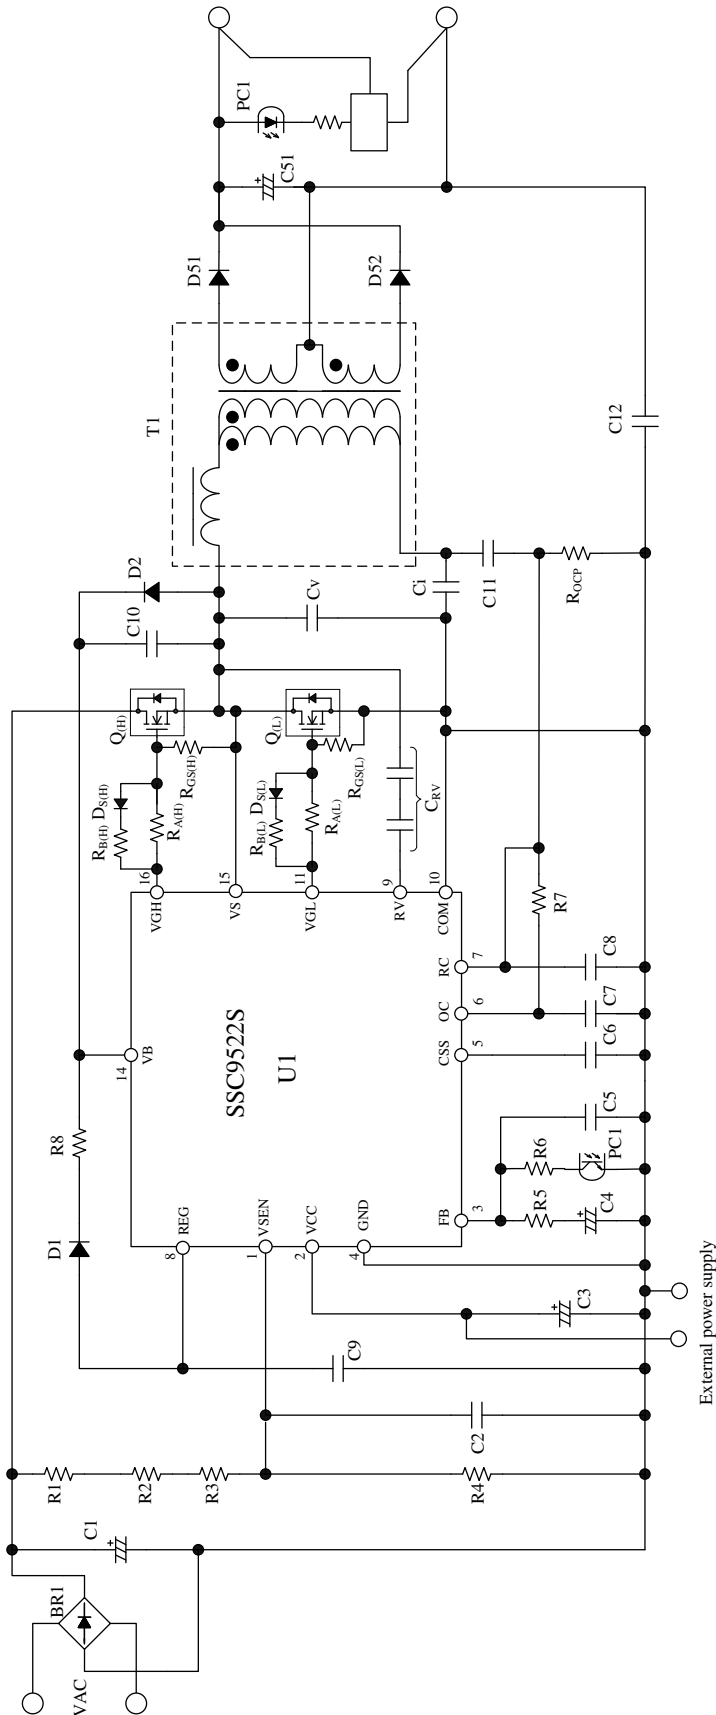 VAC
BR1
C1
R1
R2
R3
R4
C2
C9
D1
R8
REG
8
VSEN
1
VCC
2
GND
4
C3
External power supply
SSC9522S
U1
14
VB
FB
3
CSS
5
OC
6
RC
7
R5
C4
R6
PC1
C5
C6
C7
C8
R7
VGH
16
VS
15
VGL
11
RV
9
COM
10
RB(H)
DS(H)
RA(H)
RGS(H)
Q(H)
RB(L)
DS(L)
RA(L)
RGS(L)
Q(L)
CRV
C10
D2
Cv
Ci
C11
ROCP
T1
C12
D51
D52
C51
PC1